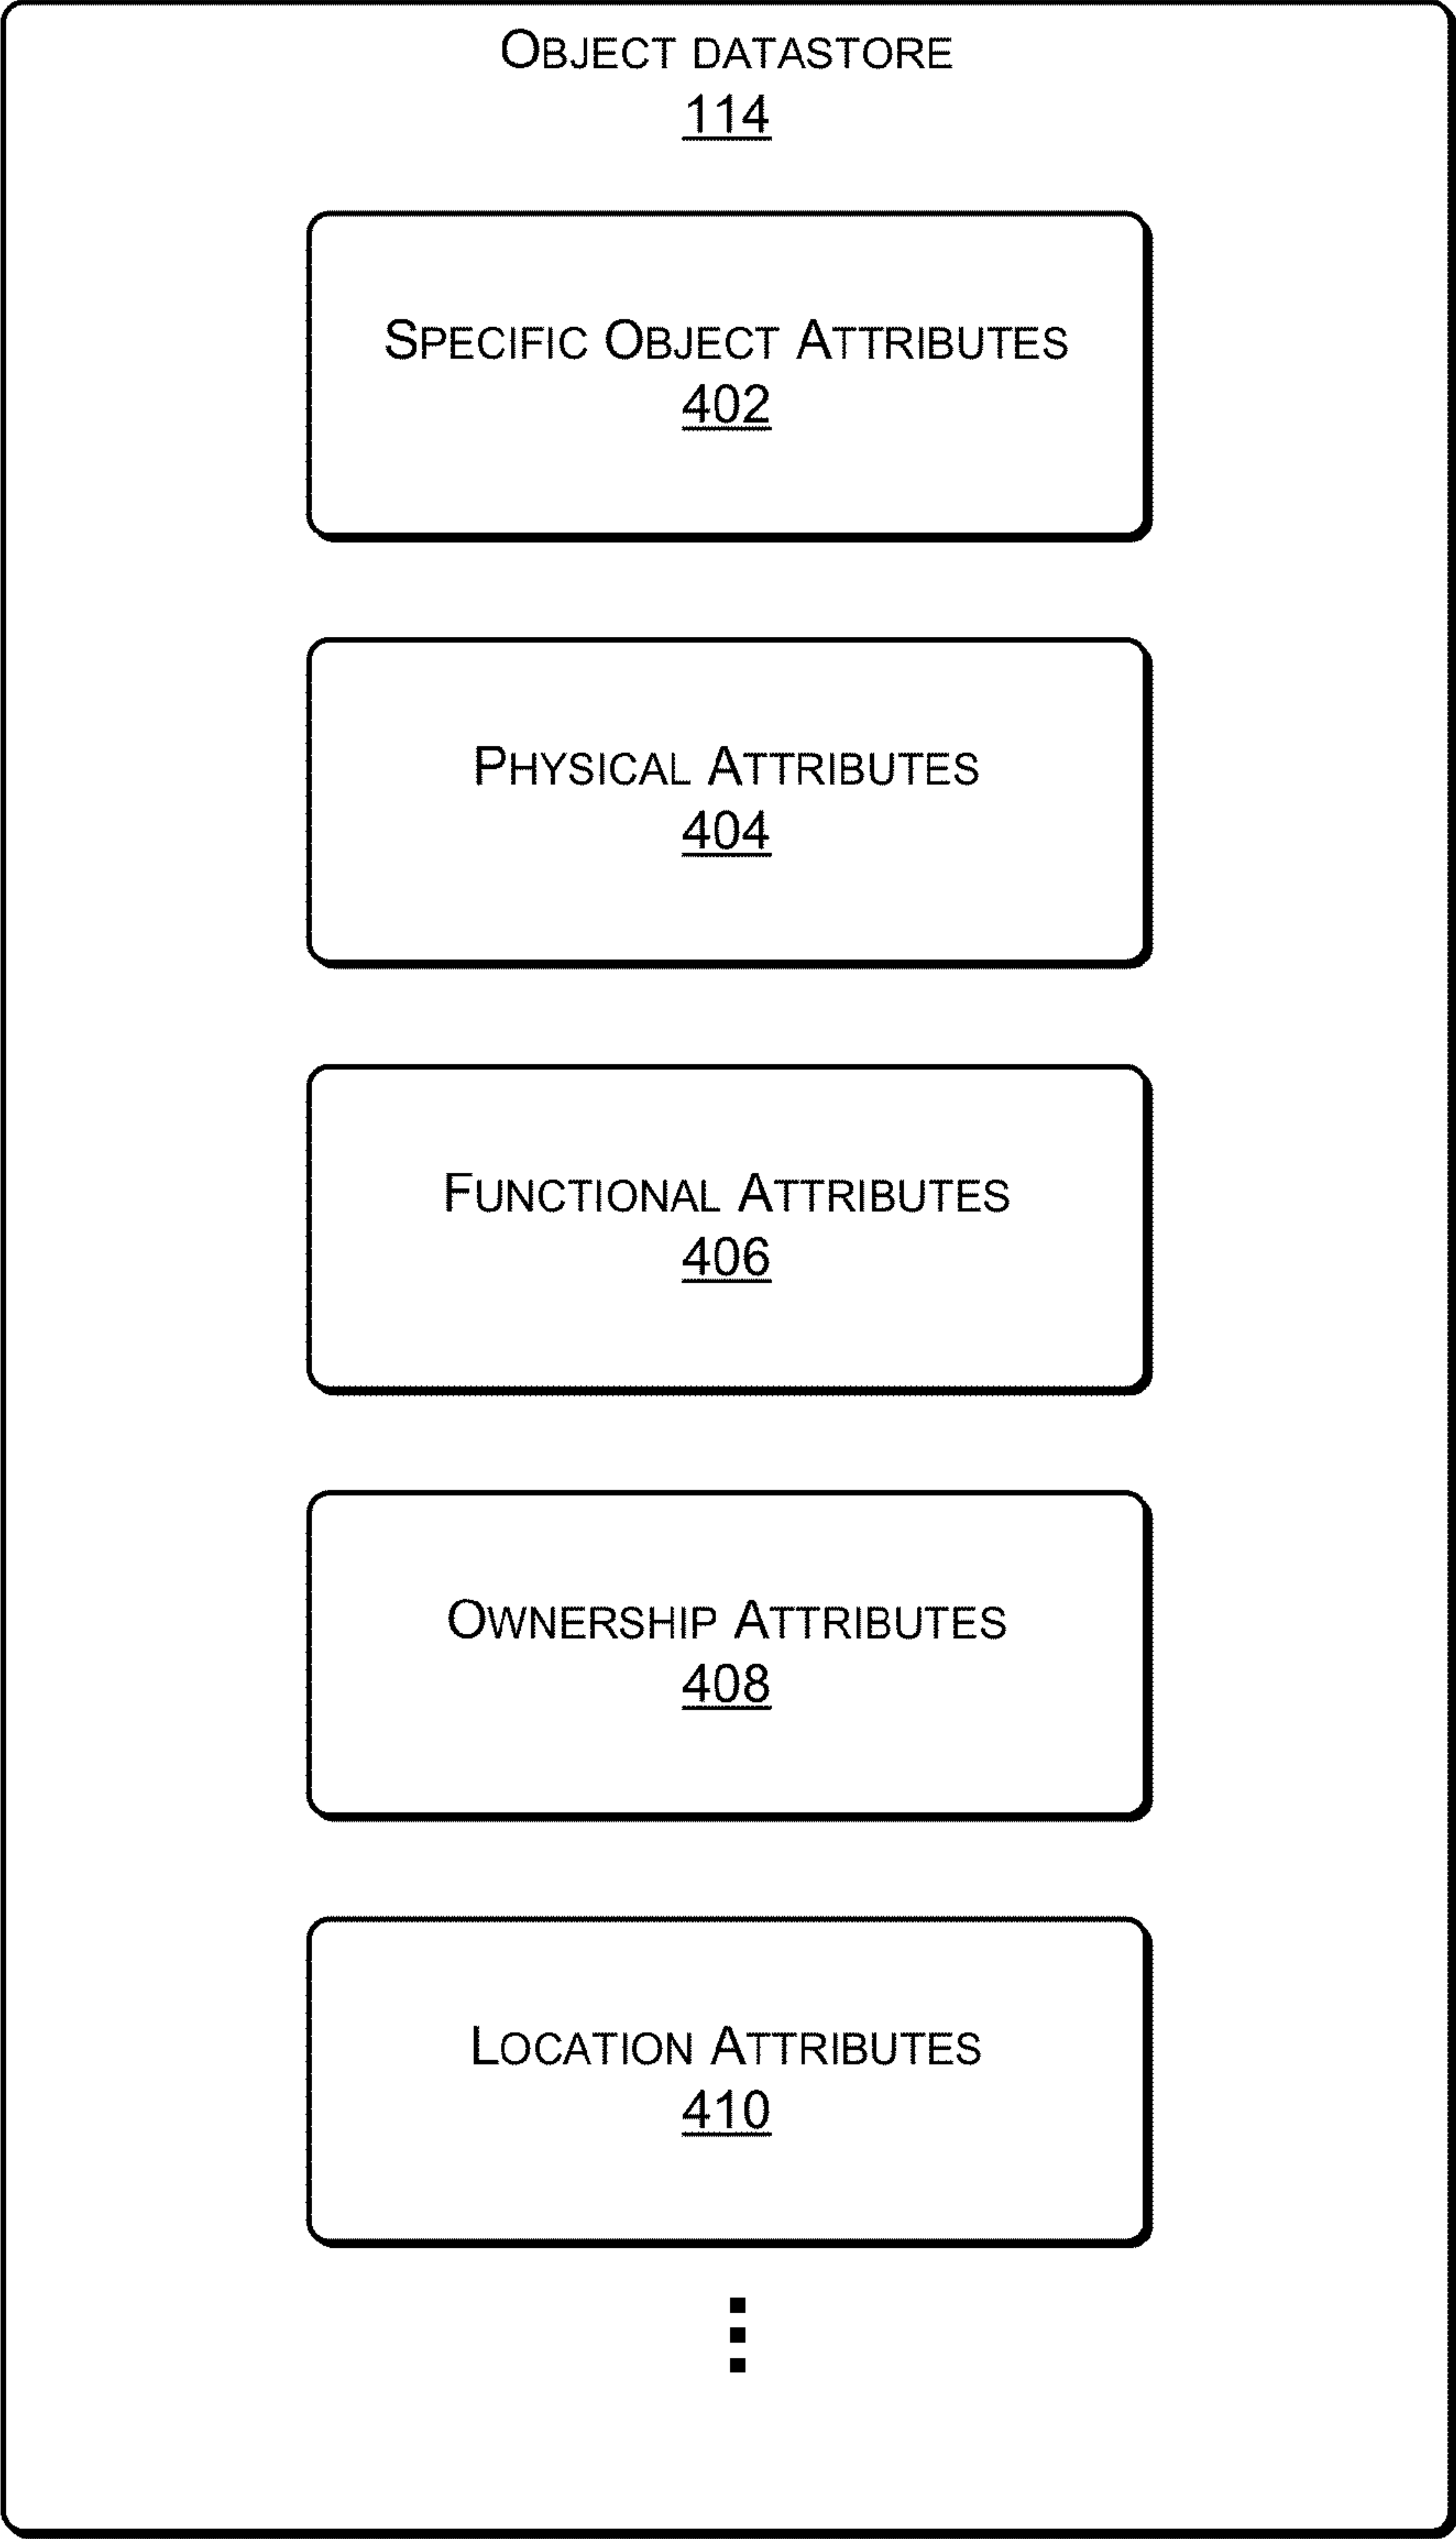 OBJECT DATASTORE
114
SPECIFIC OBJECT ATTRIBUTES
402
PHYSICAL ATTRIBUTES
404
FUNCTIONAL ATTRIBUTES
406
OWNERSHIP ATTRIBUTES
408
LOCATION ATTRIBUTES
410